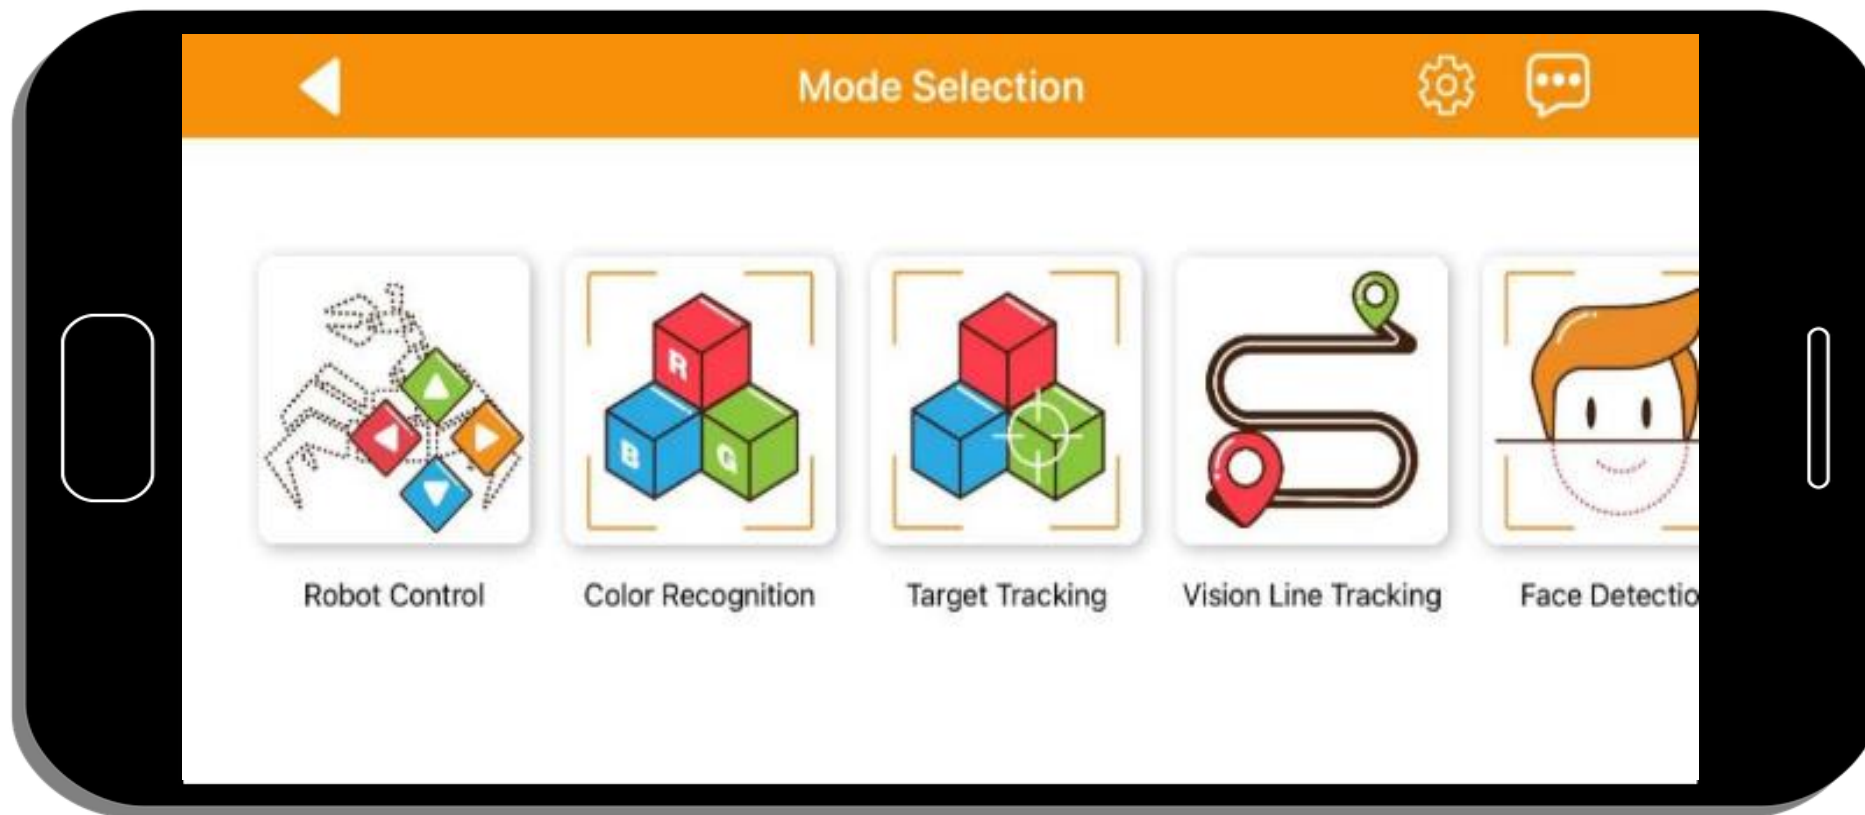 Mode Selection
R
B
G
Robot Control
Color Recognition
Target Tracking
Vision Line Tracking
Face Detectio